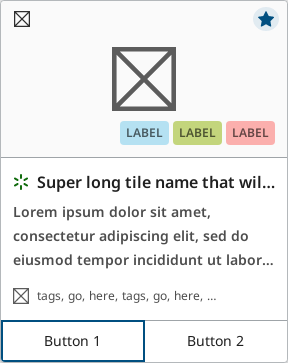 LABEL LABEL LABEL
Super long tile name that wil...
Lorem ipsum dolor sit amet,
consectetur adipiscing elit, sed do
eiusmod tempor incididunt ut labor...
tags, go, here, tags, go, here, ...
Button 1 Button 2